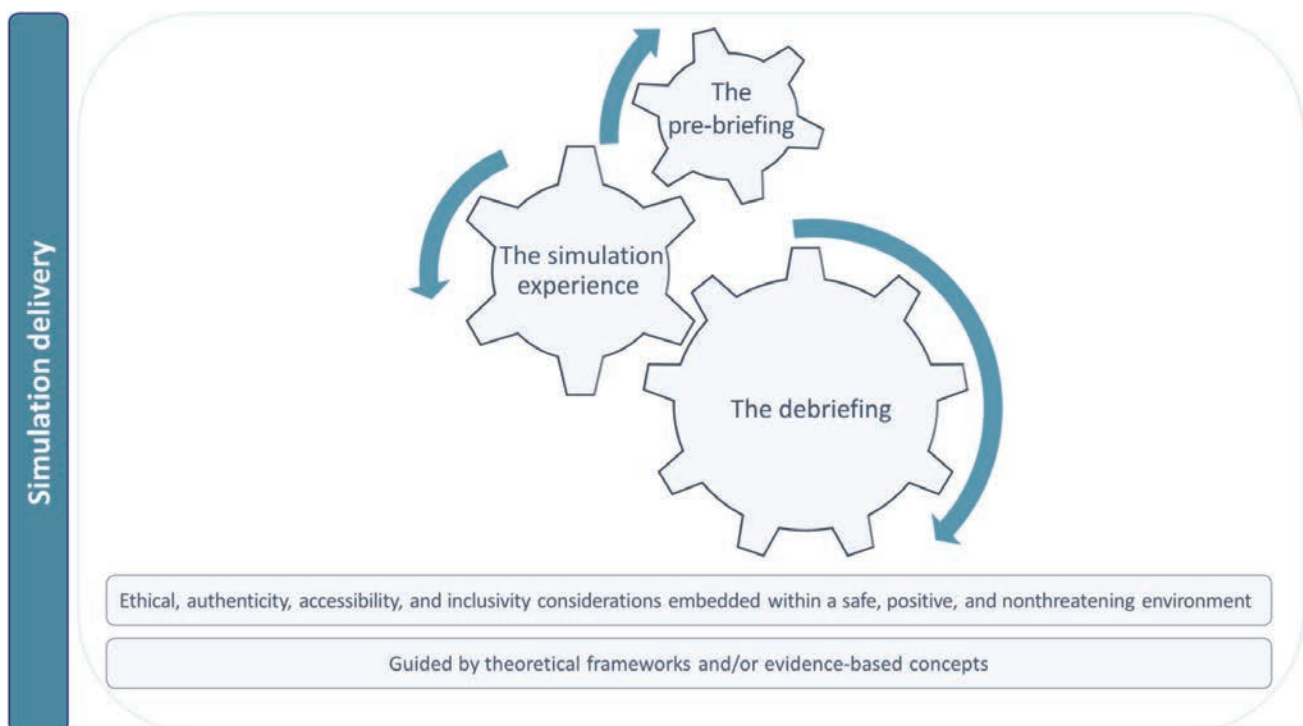 Simulation delivery
The
pre-briefing
The simulation
experience
The debriefing
Ethical, authenticity, accessibility, and inclusivity considerations embedded within a safe, positive, and nonthreatening environment
Guided by theoretical frameworks and/or evidence-based concepts